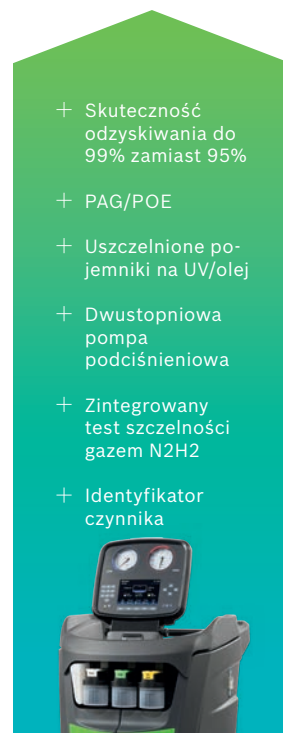 + Skuteczność
odzyskiwania do
99% zamiast 95%
+ PAG/POE
+ Uszczelnione po-
jemniki na UV/olej
+ Dwustopniowa
pompa
podciśnieniowa
+ Zintegrowany
test szczelności
gazem N2H2
+ Identyfikator
czynnika